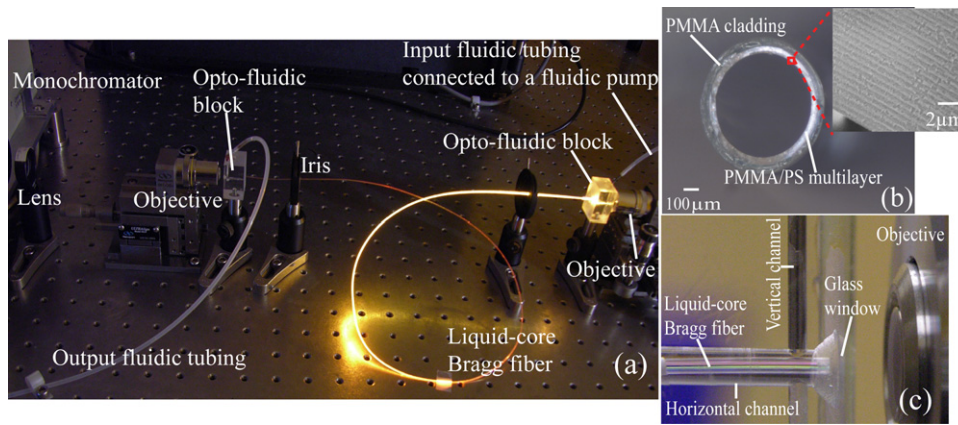 Monochromator
Opto-fluidic
block
Input fluidic tubing
connected to a fluidic pump
Opto-fluidic block
Lens
Objective
Iris
Objective
Liquid-core
Bragg fiber
Output fluidic tubing
(a)
PMMA cladding
2μm
PMMA/PS multilayer
100μm
(b)
Vertical channel
Objective
Glass
window
Liquid-core
Bragg fiber
Horizontal channel
(c)